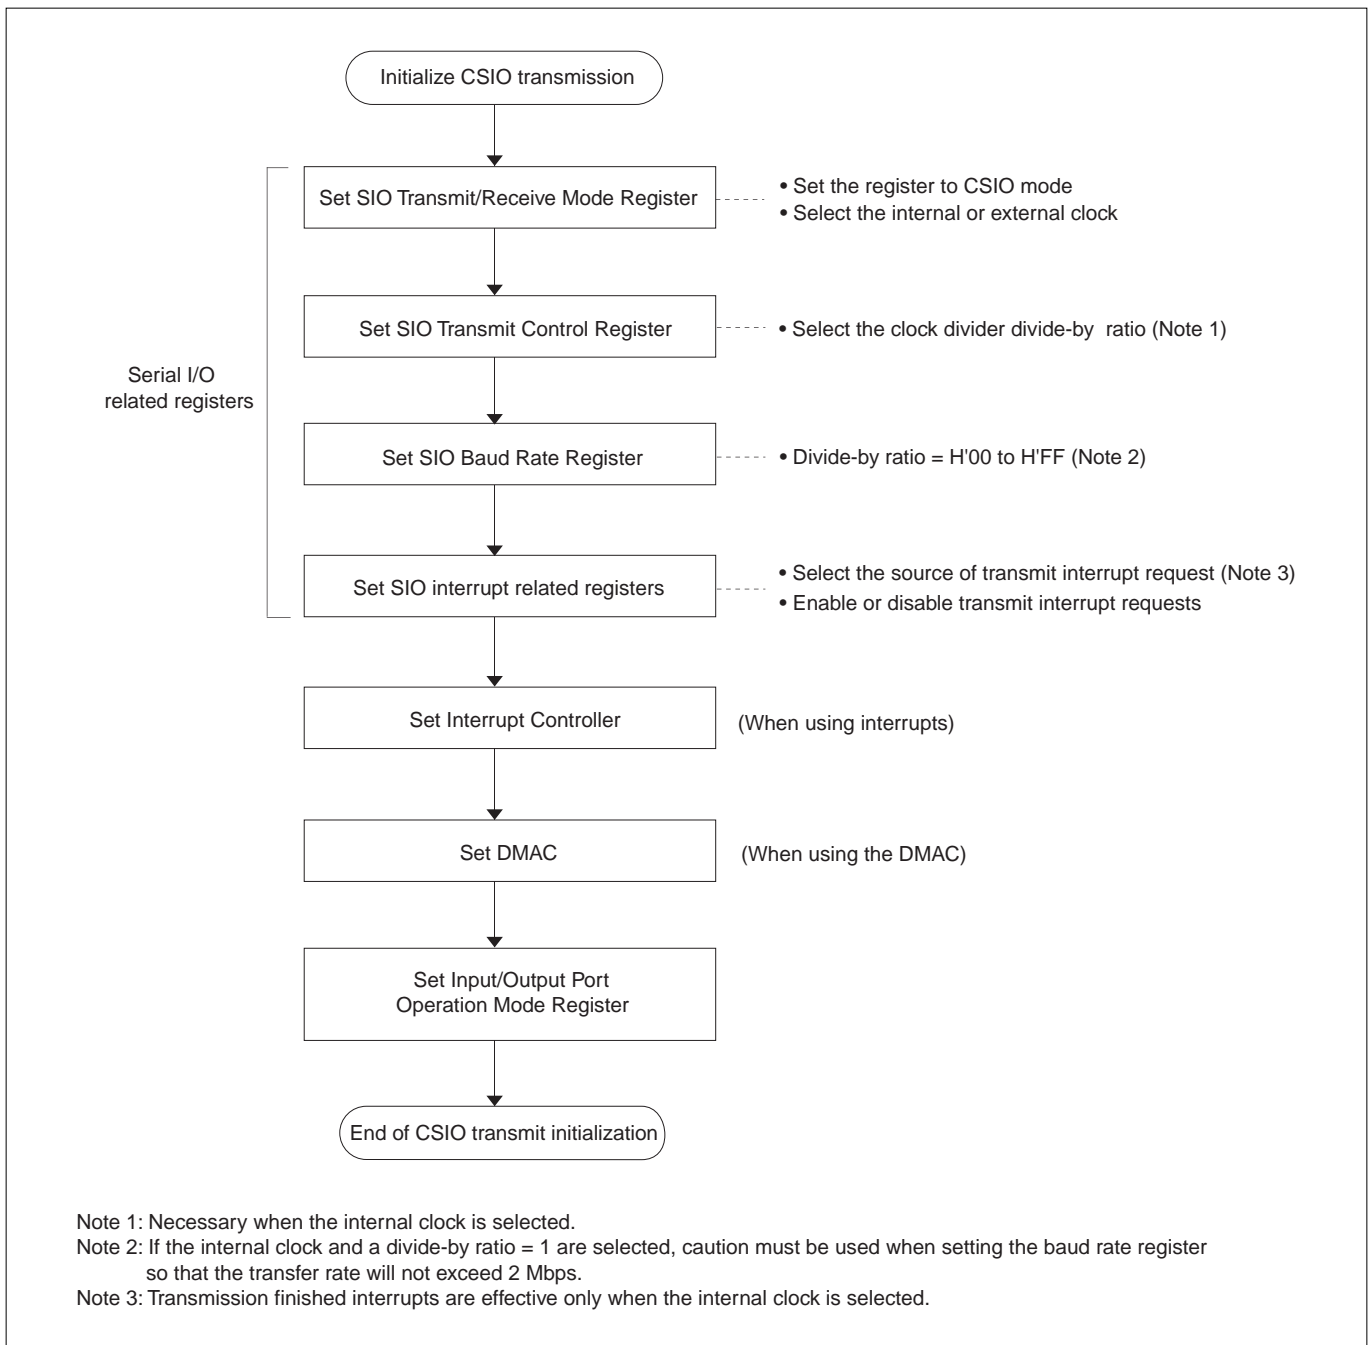 Initialize CSIO transmission
Set SIO Transmit/Receive Mode Register
• Set the register to CSIO mode
• Select the internal or external clock
Set SIO Transmit Control Register
• Select the clock divider divide-by ratio (Note 1)
Serial I/O
related registers
Set SIO Baud Rate Register
• Divide-by ratio = H'00 to H'FF (Note 2)
Set SIO interrupt related registers
• Select the source of transmit interrupt request (Note 3)
• Enable or disable transmit interrupt requests
Set Interrupt Controller
(When using interrupts)
Set DMAC
(When using the DMAC)
Set Input/Output Port
Operation Mode Register
End of CSIO transmit initialization
Note 1: Necessary when the internal clock is selected.
Note 2: If the internal clock and a divide-by ratio = 1 are selected, caution must be used when setting the baud rate register
so that the transfer rate will not exceed 2 Mbps.
Note 3: Transmission finished interrupts are effective only when the internal clock is selected.